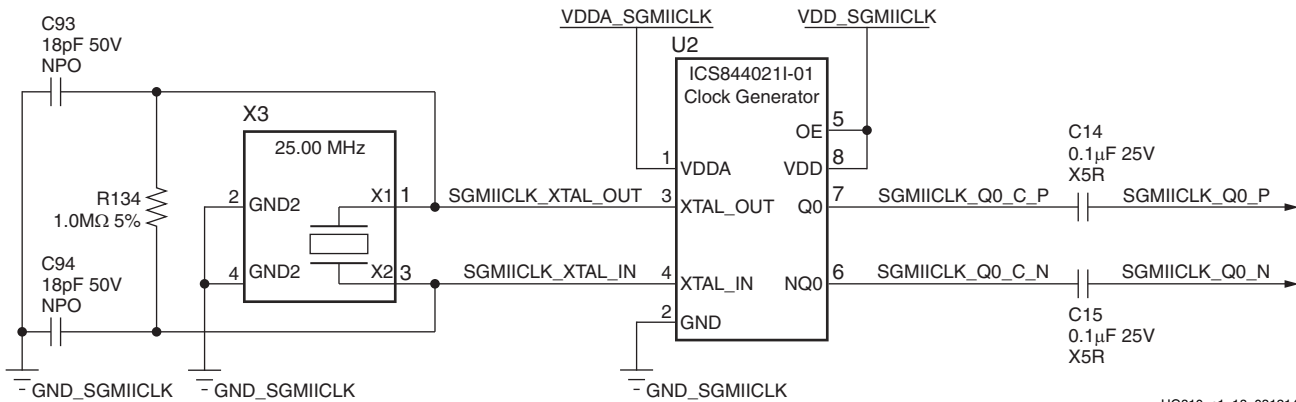 C93
18pF 50V
NPO
R134
1.0MΩ 5%
C94
18pF 50V
NPO
GND_SGMIICLK
X3
25.00 MHz
2
GND2
X1
1
4
GND2
X2
3
GND_SGMIICLK
SGMIICLK_XTAL_OUT
SGMIICLK_XTAL_IN
VDDA_SGMIICLK
VDD_SGMIICLK
U2
ICS844021I-01
Clock Generator
OE
5
1
VDDA
VDD
8
3
XTAL_OUT
Q0
7
4
XTAL_IN
NQ0
6
2
GND
GND_SGMIICLK
C14
0.1μF 25V
X5R
SGMIICLK_Q0_C_P
SGMIICLK_Q0_P
SGMIICLK_Q0_C_N
SGMIICLK_Q0_N
C15
0.1μF 25V
X5R